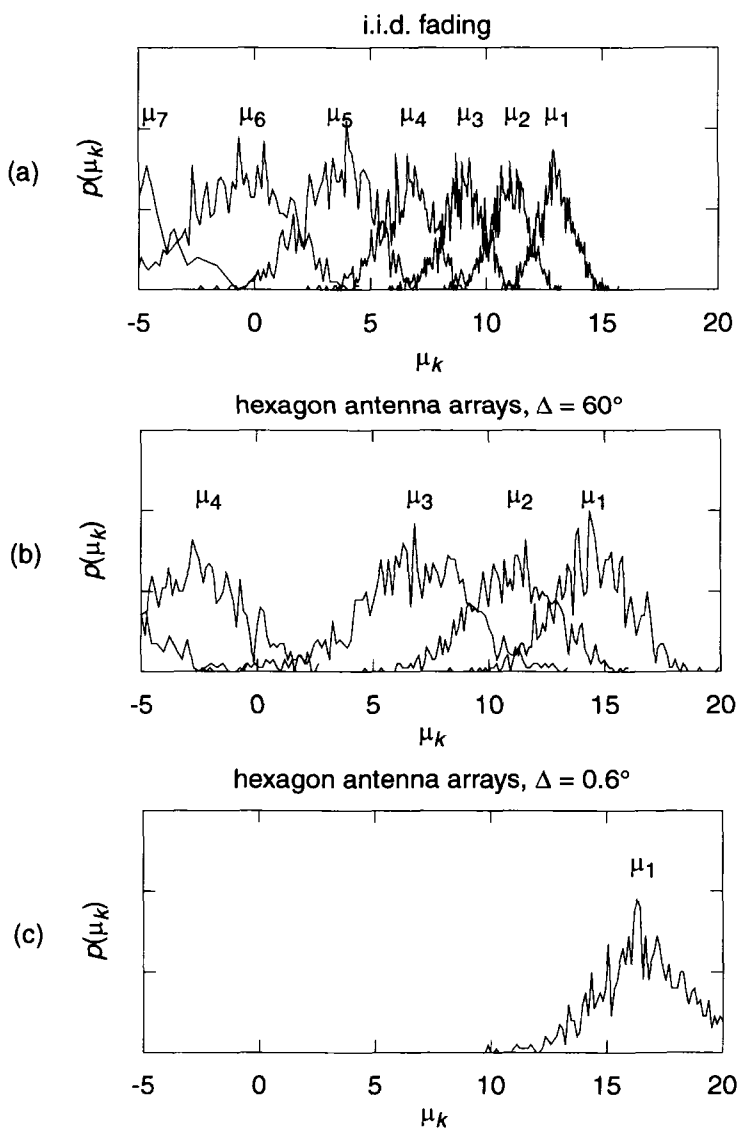 i.i.d. fading
(a)
p(μk)
μ7 μ6 μ5 μ4 μ3 μ2 μ1
-5 0 5 10 15 20
μk
hexagon antenna arrays, Δ = 60°
(b)
p(μk)
μ4 μ3 μ2 μ1
-5 0 5 10 15 20
μk
hexagon antenna arrays, Δ = 0.6°
(c)
p(μk)
μ1
-5 0 5 10 15 20
μk